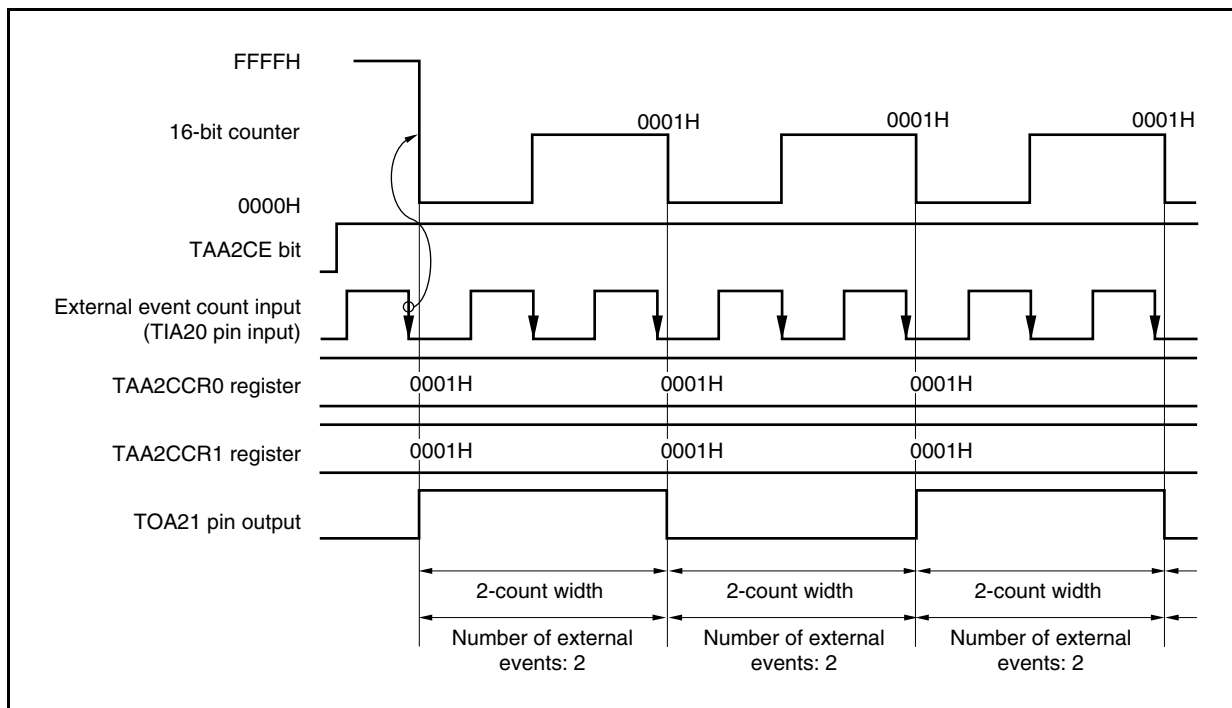 FFFFH
16-bit counter
0001H 0001H 0001H
0000H
TAA2CE bit
External event count input
(TIA20 pin input)
TAA2CCR0 register
0001H 0001H 0001H
TAA2CCR1 register
0001H 0001H 0001H
TOA21 pin output
2-count width 2-count width 2-count width
Number of external Number of external Number of external
events: 2 events: 2 events: 2